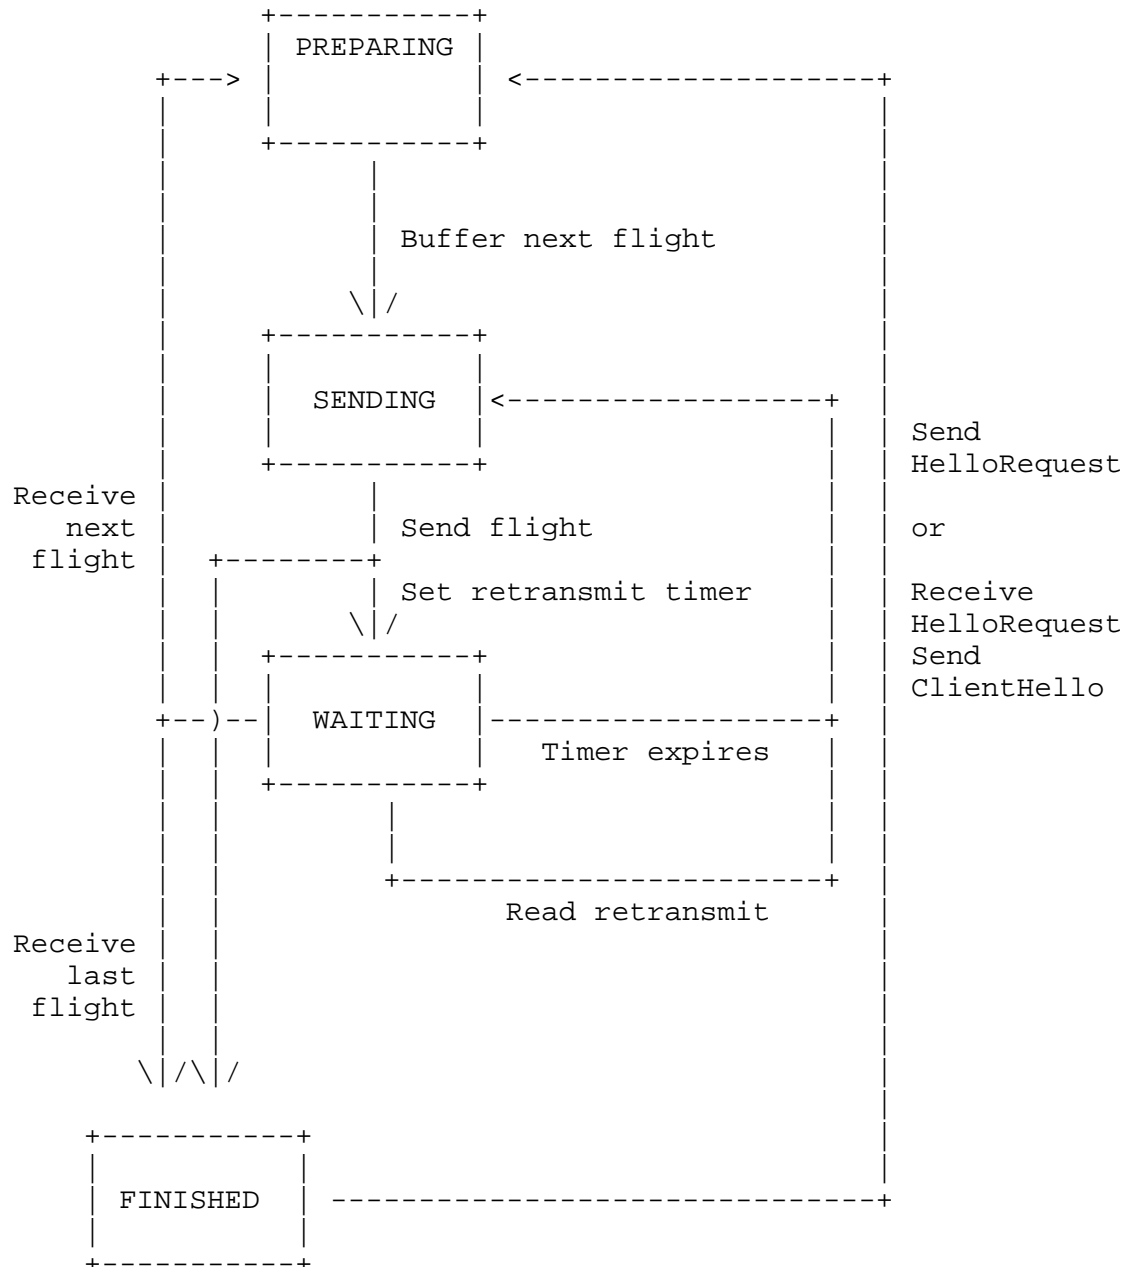 PREPARING
Buffer next flight
SENDING
Send
HelloRequest
Receive
next
flight
Send flight
or
Set retransmit timer
Receive
HelloRequest
Send
ClientHello
WAITING
Timer expires
Read retransmit
Receive
last
flight
FINISHED